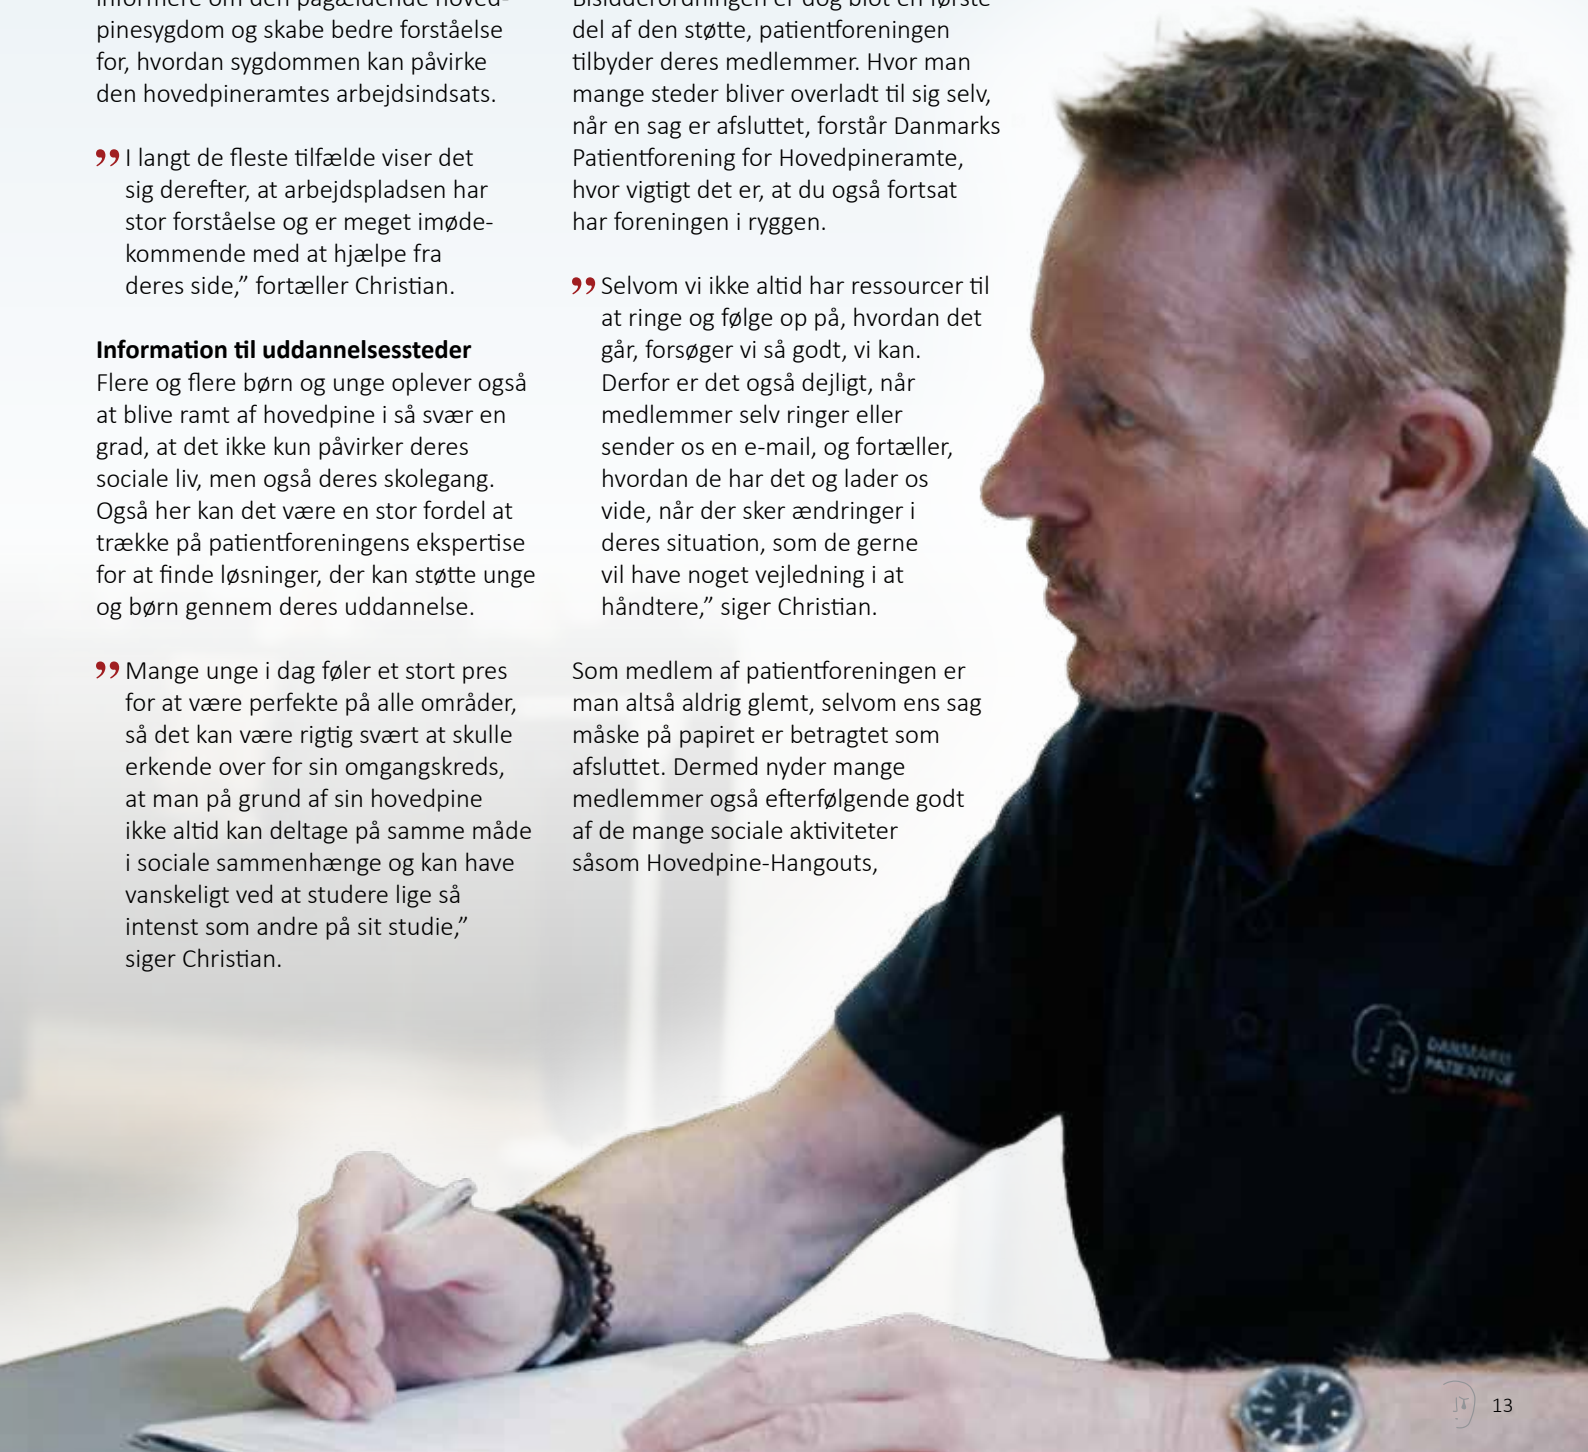 informere om den pågældende hoved-
pinesygdom og skabe bedre forståelse
for, hvordan sygdommen kan påvirke
den hovedpineramtes arbejdsindsats.
❟❟ I langt de fleste tilfælde viser det
sig derefter, at arbejdspladsen har
stor forståelse og er meget imøde-
kommende med at hjælpe fra
deres side,” fortæller Christian.
Information til uddannelsessteder
Flere og flere børn og unge oplever også
at blive ramt af hovedpine i så svær en
grad, at det ikke kun påvirker deres
sociale liv, men også deres skolegang.
Også her kan det være en stor fordel at
trække på patientforeningens ekspertise
for at finde løsninger, der kan støtte unge
og børn gennem deres uddannelse.
❟❟ Mange unge i dag føler et stort pres
for at være perfekte på alle områder,
så det kan være rigtig svært at skulle
erkende over for sin omgangskreds,
at man på grund af sin hovedpine
ikke altid kan deltage på samme måde
i sociale sammenhænge og kan have
vanskeligt ved at studere lige så
intenst som andre på sit studie,”
siger Christian.
Bisidderordningen er dog blot en første
del af den støtte, patientforeningen
tilbyder deres medlemmer. Hvor man
mange steder bliver overladt til sig selv,
når en sag er afsluttet, forstår Danmarks
Patientforening for Hovedpineramte,
hvor vigtigt det er, at du også fortsat
har foreningen i ryggen.
❟❟ Selvom vi ikke altid har ressourcer til
at ringe og følge op på, hvordan det
går, forsøger vi så godt, vi kan.
Derfor er det også dejligt, når
medlemmer selv ringer eller
sender os en e-mail, og fortæller,
hvordan de har det og lader os
vide, når der sker ændringer i
deres situation, som de gerne
vil have noget vejledning i at
håndtere,” siger Christian.
Som medlem af patientforeningen er
man altså aldrig glemt, selvom ens sag
måske på papiret er betragtet som
afsluttet. Dermed nyder mange
medlemmer også efterfølgende godt
af de mange sociale aktiviteter
såsom Hovedpine-Hangouts,
DANMARKS
PATIENTFOR
13